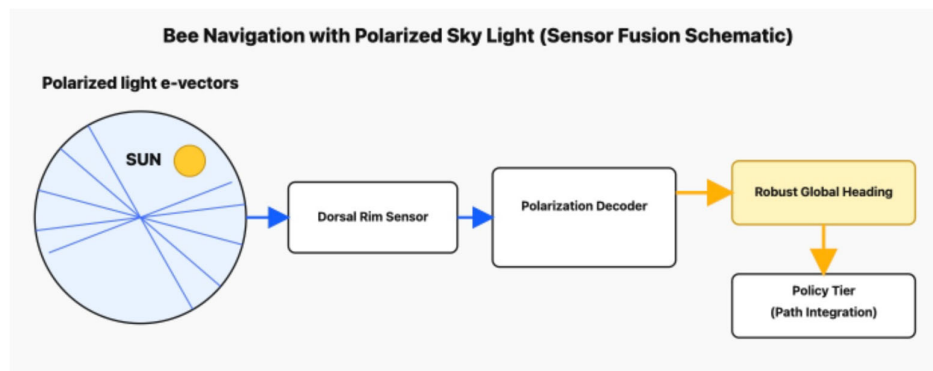 Bee Navigation with Polarized Sky Light (Sensor Fusion Schematic)
Polarized light e-vectors
SUN
Dorsal Rim Sensor
Polarization Decoder
Robust Global Heading
Policy Tier
(Path Integration)